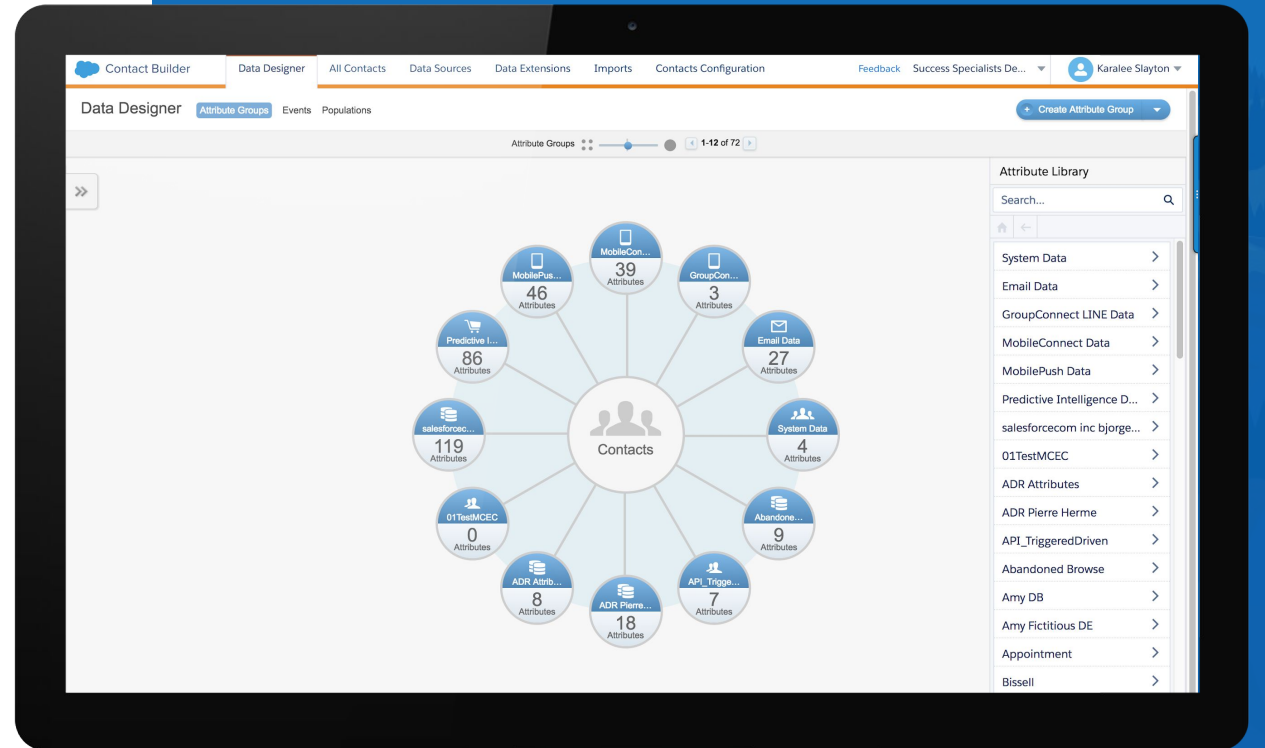 Contact Builder
Data Designer
All Contacts
Data Sources
Data Extensions
Imports
Contacts Configuration
Feedback
Success Specialists De...
Karalee Slayton
Data Designer
Attribute Groups
Events
Populations
Create Attribute Group
Attribute Groups
1-12 of 72
MobileCon...
39
Attributes
GroupCon...
3
Attributes
Email Data
27
Attributes
System Data
4
Attributes
Abandone...
9
Attributes
API_Trigge...
7
Attributes
ADR Pierre...
18
Attributes
ADR Attrib...
8
Attributes
01TestMCEC
0
Attributes
salesforcec...
119
Attributes
Predictive I...
86
Attributes
MobilePus...
46
Attributes
Contacts
Attribute Library
Search...
System Data
Email Data
GroupConnect LINE Data
MobileConnect Data
MobilePush Data
Predictive Intelligence D...
salesforcecom inc bjorge...
01TestMCEC
ADR Attributes
ADR Pierre Herme
API_TriggeredDriven
Abandoned Browse
Amy DB
Amy Fictitious DE
Appointment
Bissell